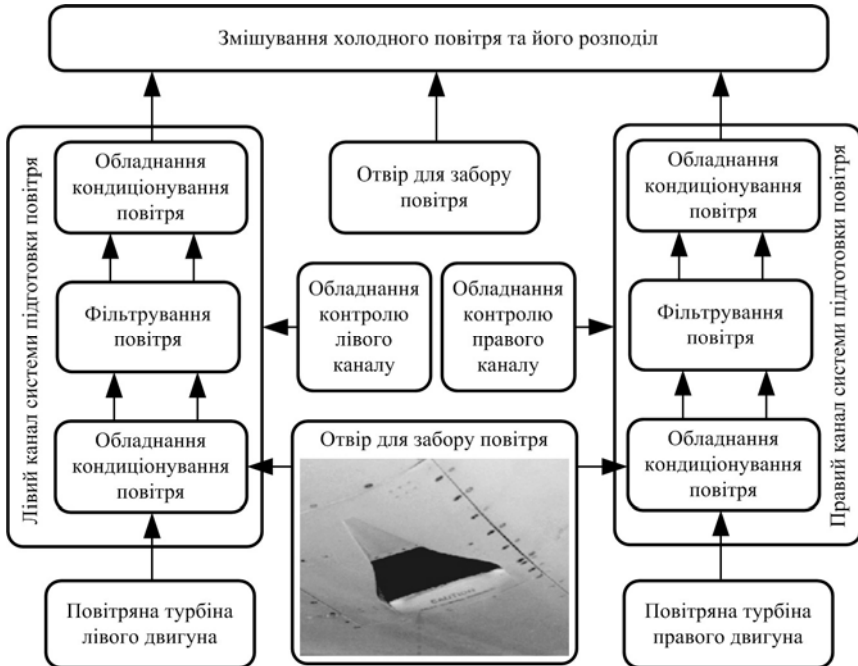 Змішування холодного повітря та його розподіл
Лівий канал системи підготовки повітря
Обладнання
кондиціонування
повітря
Фільтрування
повітря
Обладнання
кондиціонування
повітря
Повітряна турбіна
лівого двигуна
Отвір для забору
повітря
Обладнання
контролю
лівого
каналу
Обладнання
контролю
правого
каналу
Отвір для забору повітря
CAUTION
Обладнання
кондиціонування
повітря
Фільтрування
повітря
Обладнання
кондиціонування
повітря
Правий канал системи підготовки повітря
Повітряна турбіна
правого двигуна